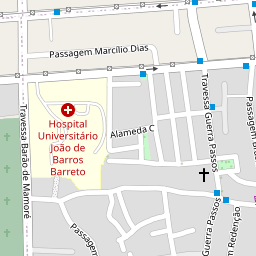 Passagem Marcílio Dias
Hospital
Universitário
João de
Barros
Barreto
Alameda C
Travessa Barão de Mamoré
Travessa Guerra Passos
Passagem
Guerra Passos
Redenção
Passagem